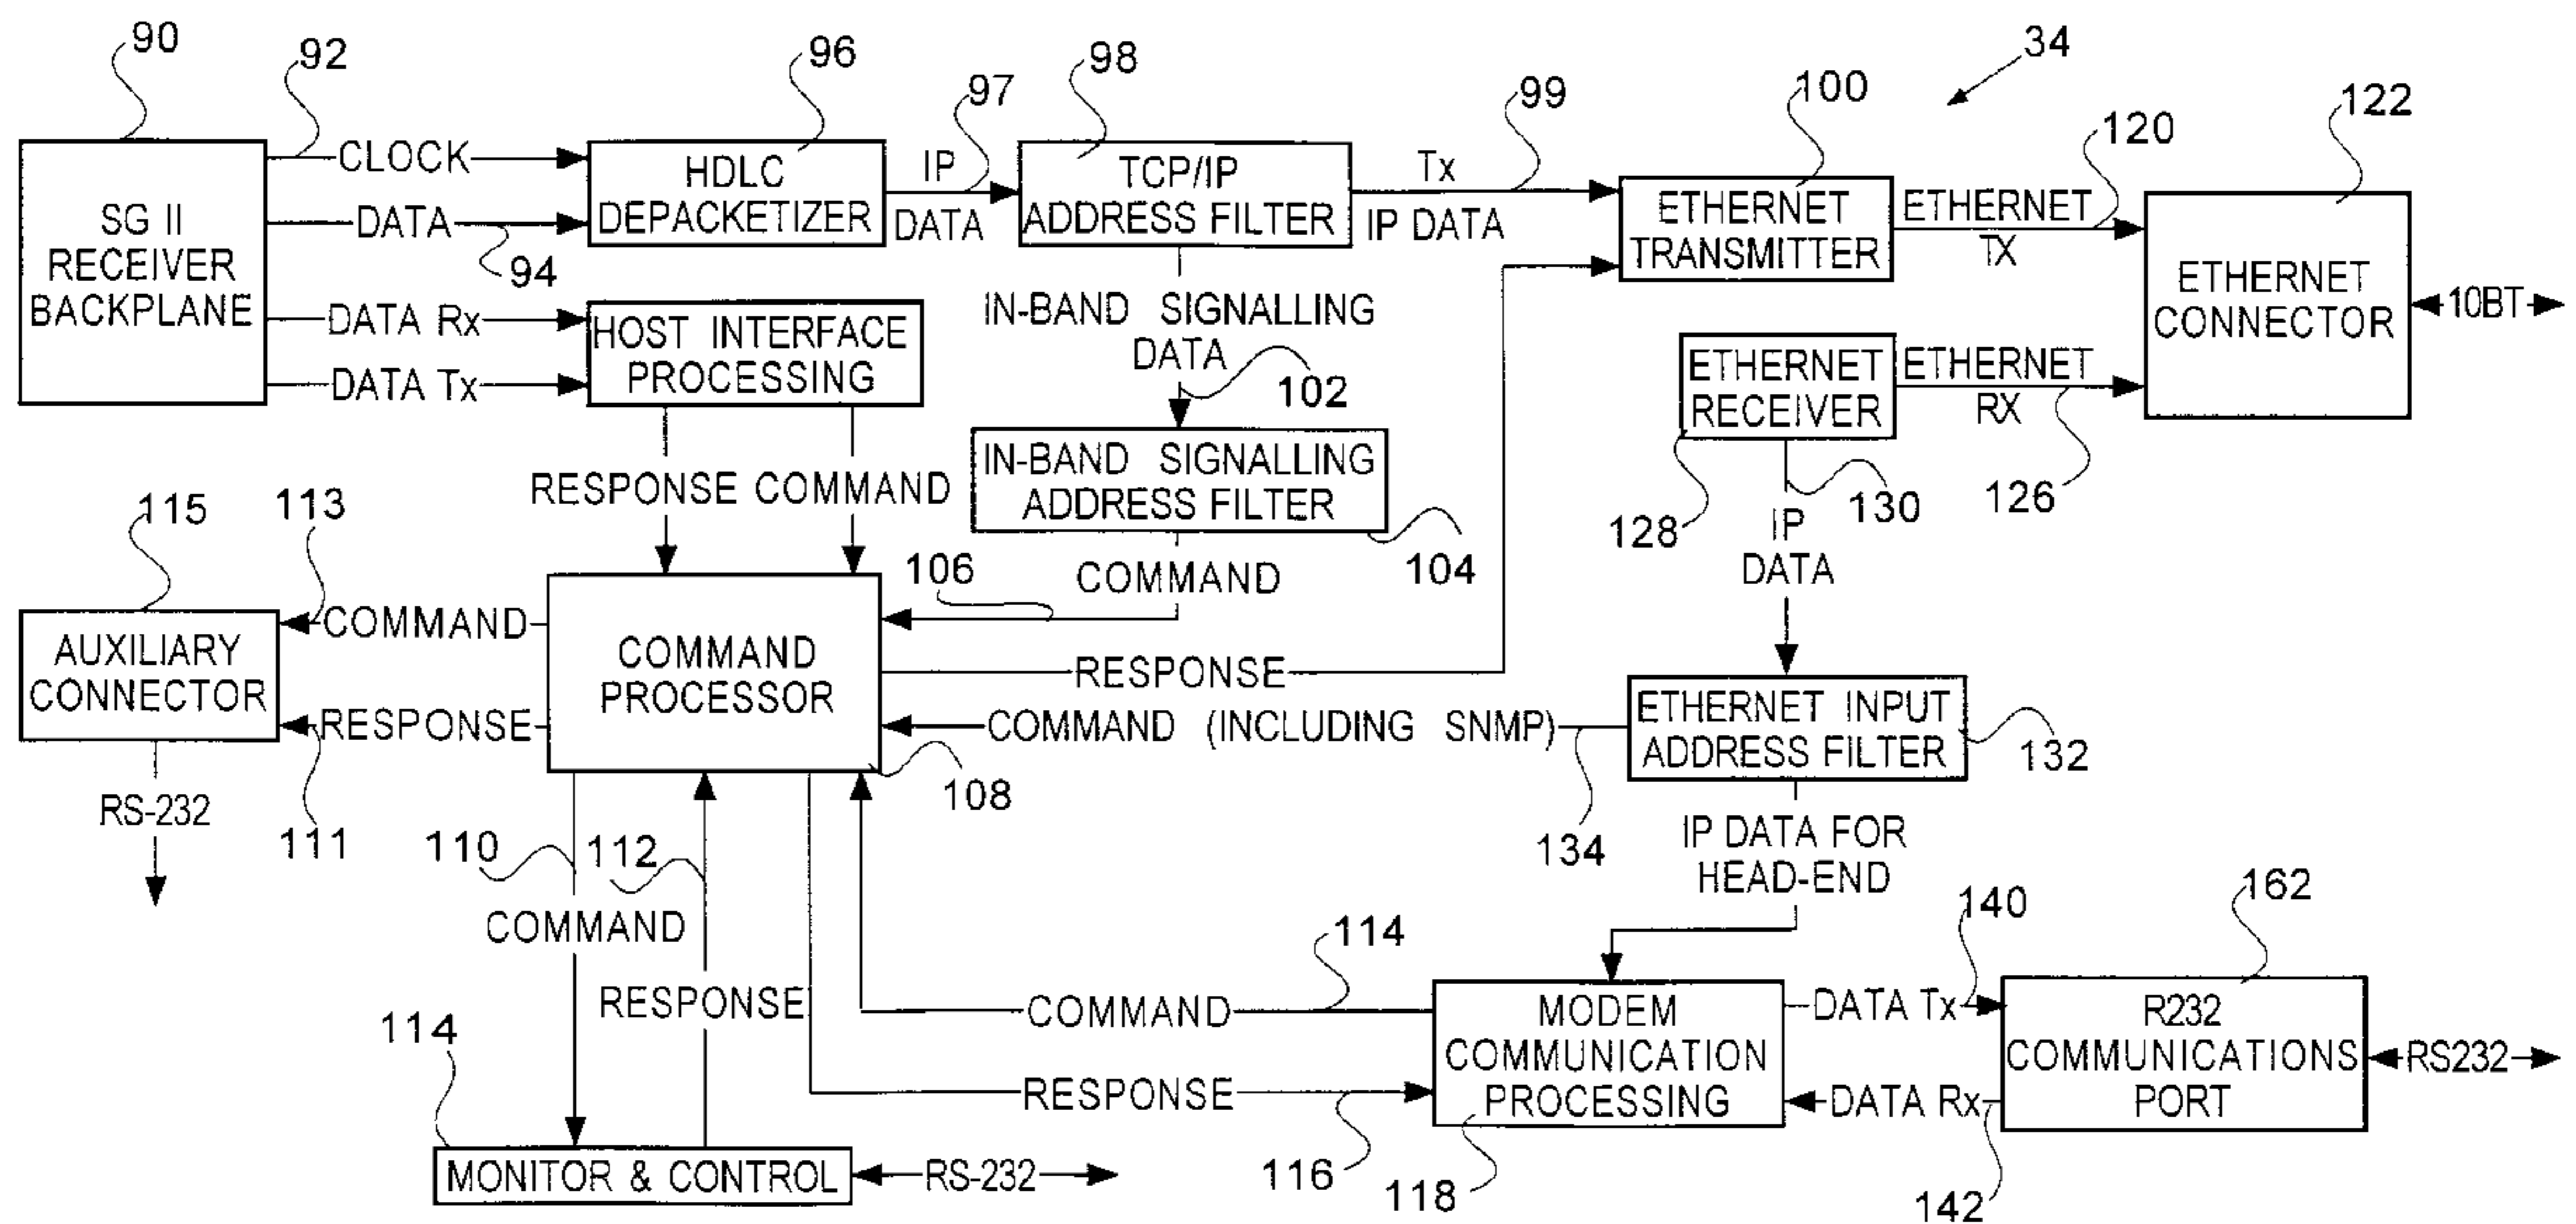 90
92
96
97
98
99
34
100
120
122
SG II
RECEIVER
BACKPLANE
CLOCK
DATA
94
DATA Rx
DATA Tx
HDLC
DEPACKETIZER
IP
DATA
TCP/IP
ADDRESS FILTER
Tx
IP DATA
ETHERNET
TRANSMITTER
ETHERNET
TX
ETHERNET
CONNECTOR
10BT
HOST INTERFACE
PROCESSING
IN-BAND SIGNALLING
DATA
102
ETHERNET
RECEIVER
ETHERNET
RX
128
130
126
RESPONSE
COMMAND
IN-BAND SIGNALLING
ADDRESS FILTER
104
IP
DATA
115
113
106
COMMAND
AUXILIARY
CONNECTOR
COMMAND
RESPONSE
COMMAND
PROCESSOR
RESPONSE
COMMAND (INCLUDING SNMP)
ETHERNET INPUT
ADDRESS FILTER
132
108
134
RS-232
111
110
112
IP DATA FOR
HEAD-END
COMMAND
RESPONSE
114
114
COMMAND
RESPONSE
116
MODEM
COMMUNICATION
PROCESSING
118
140
162
DATA Tx
DATA Rx
142
R232
COMMUNICATIONS
PORT
RS232
MONITOR & CONTROL
RS-232